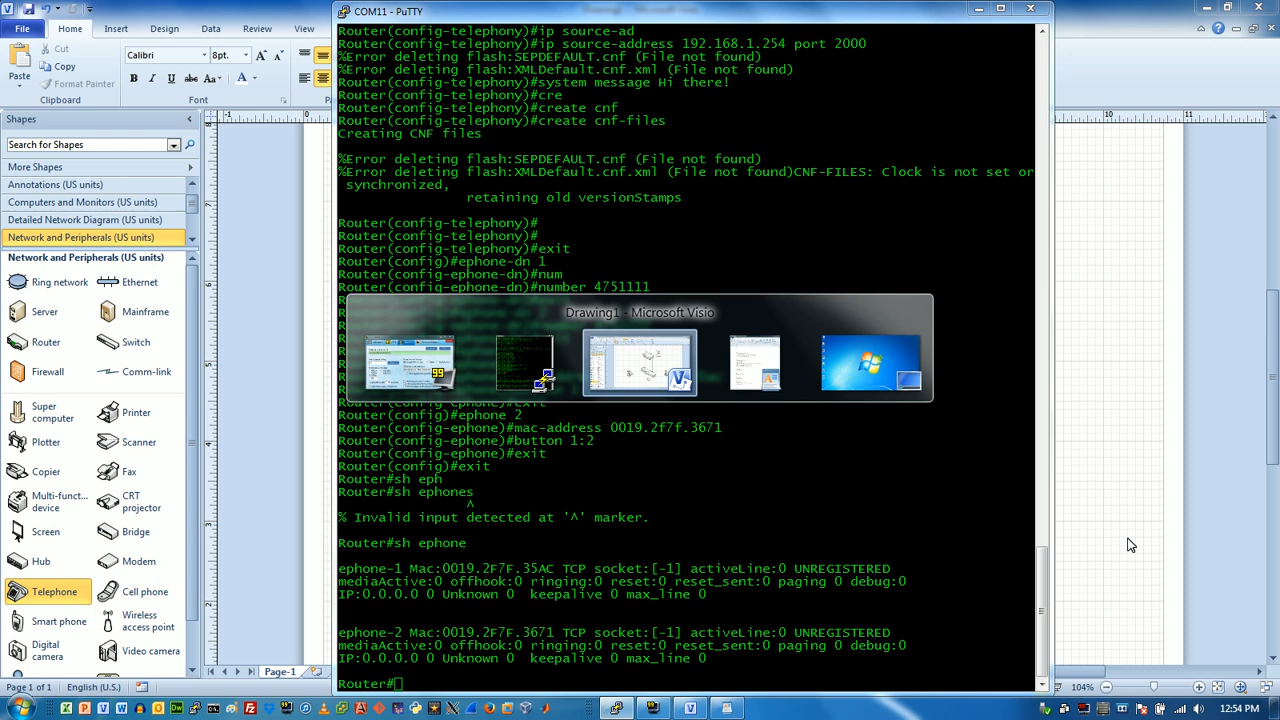 COM11 - PuTTY
File
Home
Insert
Design
Data
Process
Review
View
Paste
Cut
Copy
Format Painter
Clipboard
Calibri
8pt.
Font
Shapes
Search for Shapes
More Shapes
Annotations (US units)
Computers and Monitors (US units)
Detailed Network Diagram (US units)
Network and Peripherals (US units)
Network and Peripherals (US units)
Ring network
Ethernet
Server
Mainframe
Router
Switch
Firewall
Comm-link
Super computer
Printer
Plotter
Scanner
Copier
Fax
Multi-funct... device
CRT projector
Screen
Bridge
Hub
Modem
Telephone
Cell phone
Smart phone
Wireless access point
Digital camera
Video camera
Router(config-telephony)#ip source-ad
Router(config-telephony)#ip source-address 192.168.1.254 port 2000
%Error deleting flash:SEPDEFAULT.cnf (File not found)
%Error deleting flash:XMLDefault.cnf.xml (File not found)
Router(config-telephony)#system message Hi there!
Router(config-telephony)#cre
Router(config-telephony)#create cnf
Router(config-telephony)#create cnf-files
Creating CNF files
%Error deleting flash:SEPDEFAULT.cnf (File not found)
%Error deleting flash:XMLDefault.cnf.xml (File not found)CNF-FILES: Clock is not set or
synchronized,
retaining old versionStamps
Router(config-telephony)#
Router(config-telephony)#
Router(config-telephony)#exit
Router(config)#ephone-dn 1
Router(config-ephone-dn)#num
Router(config-ephone-dn)#number 4751111
Drawing1 - Microsoft Visio
Router(config)#ephone 2
Router(config-ephone)#mac-address 0019.2f7f.3671
Router(config-ephone)#button 1:2
Router(config-ephone)#exit
Router(config)#exit
Router#sh eph
Router#sh ephones
^
% Invalid input detected at '^' marker.
Router#sh ephone
ephone-1 Mac:0019.2F7F.35AC TCP socket:[-1] activeLine:0 UNREGISTERED
mediaActive:0 offhook:0 ringing:0 reset:0 reset_sent:0 paging 0 debug:0
IP:0.0.0.0 0 Unknown 0  keepalive 0 max_line 0
ephone-2 Mac:0019.2F7F.3671 TCP socket:[-1] activeLine:0 UNREGISTERED
mediaActive:0 offhook:0 ringing:0 reset:0 reset_sent:0 paging 0 debug:0
IP:0.0.0.0 0 Unknown 0  keepalive 0 max_line 0
Router#
-1
0
10
11
Page-1
Page 1 of 1
English (U.S.)
104%
12:54 PM